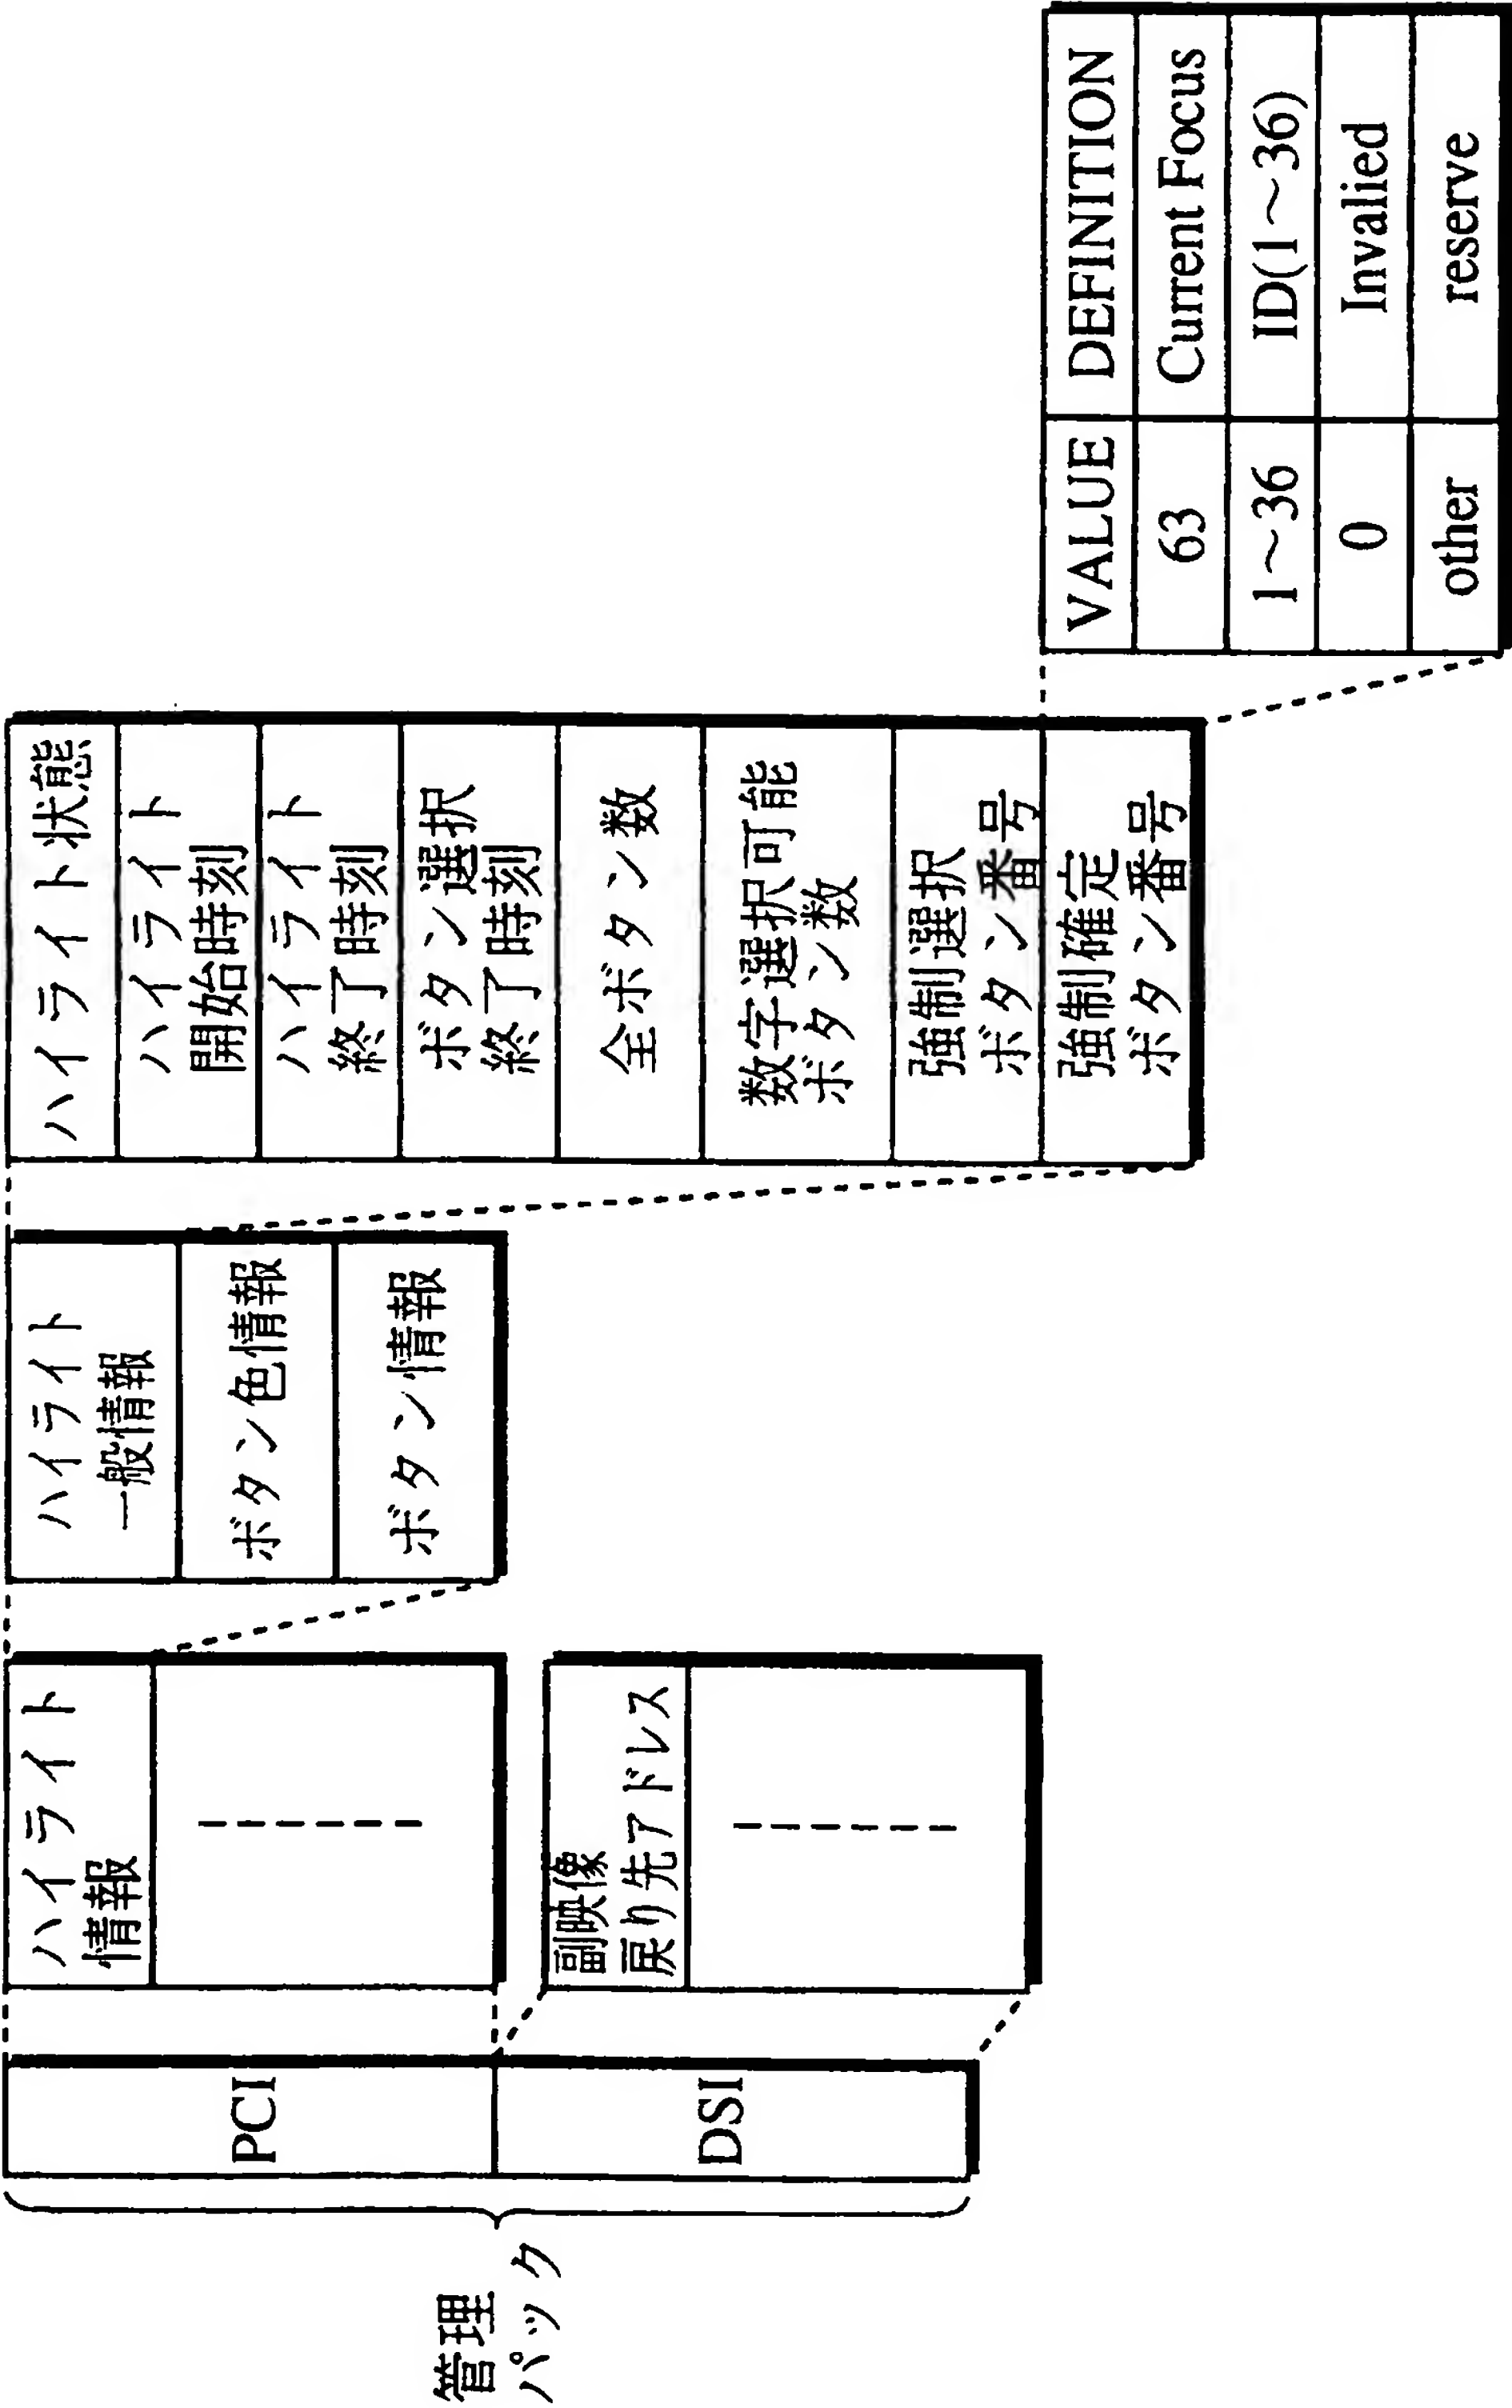 管理
パック
PCI
DSI
ハイライト
情報
副映像
戻り先アドレス
ハイライト
一般情報
ボタン色情報
ボタン情報
ハイライト状態
ハイライト
開始時刻
ハイライト
終了時刻
ボタン選択
終了時刻
全ボタン数
数字選択可能
ボタン数
強制選択
ボタン番号
強制確定
ボタン番号
VALUE DEFINITION
63 Current Focus
1～36 ID(1～36)
0 Invalied
other reserve